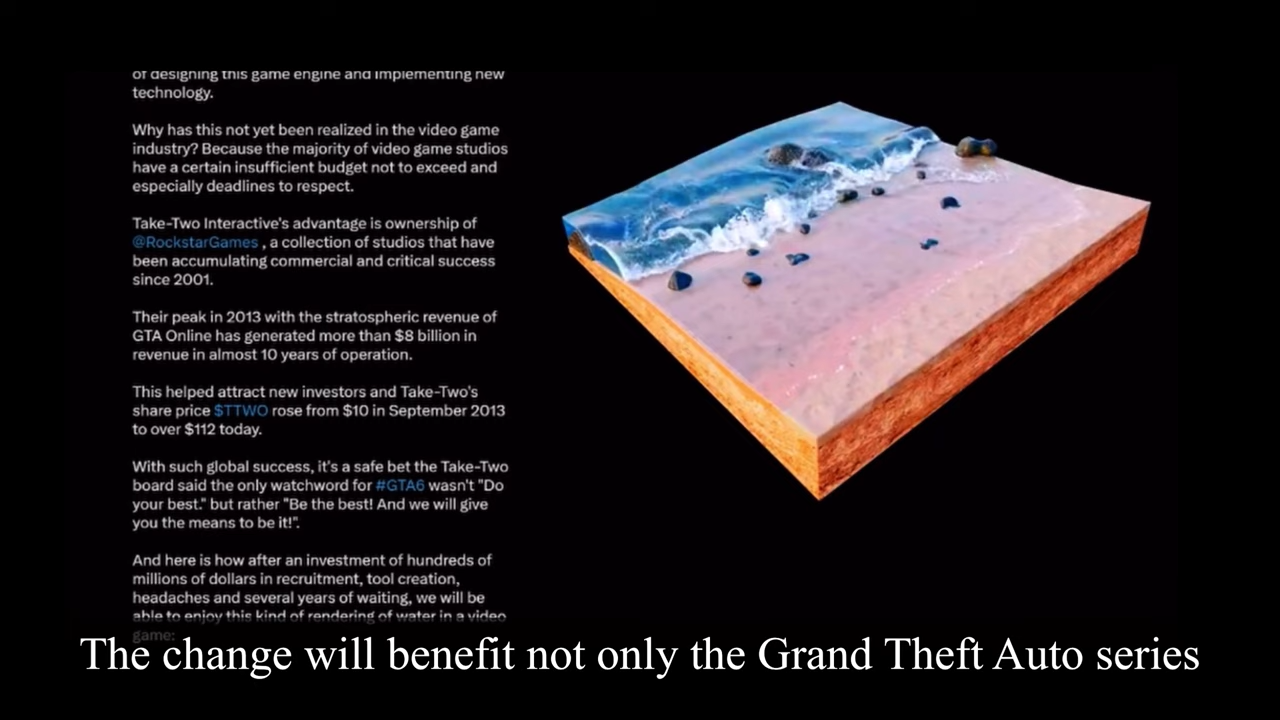 of designing this game engine and implementing new
technology.
Why has this not yet been realized in the video game
industry? Because the majority of video game studios
have a certain insufficient budget not to exceed and
especially deadlines to respect.
Take-Two Interactive's advantage is ownership of
@RockstarGames , a collection of studios that have
been accumulating commercial and critical success
since 2001.
Their peak in 2013 with the stratospheric revenue of
GTA Online has generated more than $8 billion in
revenue in almost 10 years of operation.
This helped attract new investors and Take-Two's
share price $TTWO rose from $10 in September 2013
to over $112 today.
With such global success, it's a safe bet the Take-Two
board said the only watchword for #GTA6 wasn't "Do
your best." but rather "Be the best! And we will give
you the means to be it!".
And here is how after an investment of hundreds of
millions of dollars in recruitment, tool creation,
headaches and several years of waiting, we will be
able to enjoy this kind of rendering of water in a video
game:
The change will benefit not only the Grand Theft Auto series